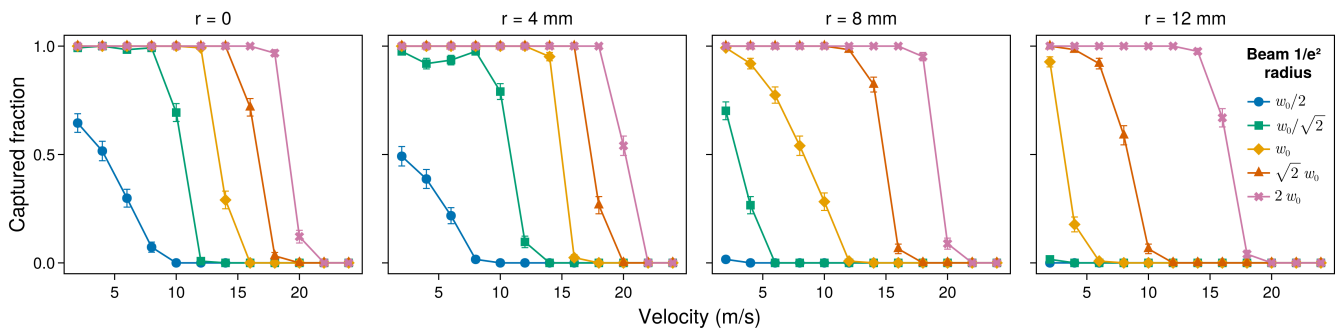 r = 0
r = 4 mm
r = 8 mm
r = 12 mm
Captured fraction
1.0
0.5
0.0
5 10 15 20
5 10 15 20
5 10 15 20
5 10 15 20
Velocity (m/s)
Beam 1/e²
radius
w₀/2
w₀/√2
w₀
√2 w₀
2 w₀